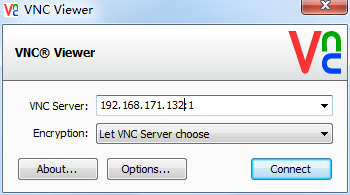 VNC Viewer
VNC® Viewer
VNC Server: 192.168.171.132:1
Encryption: Let VNC Server choose
About... Options... Connect